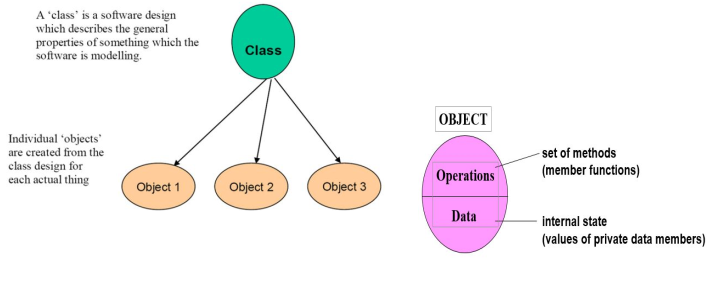 A ‘class’ is a software design
which describes the general
properties of something which the
software is modelling.
Class
Individual ‘objects’
are created from the
class design for
each actual thing
Object 1
Object 2
Object 3
OBJECT
Operations
Data
set of methods
(member functions)
internal state
(values of private data members)